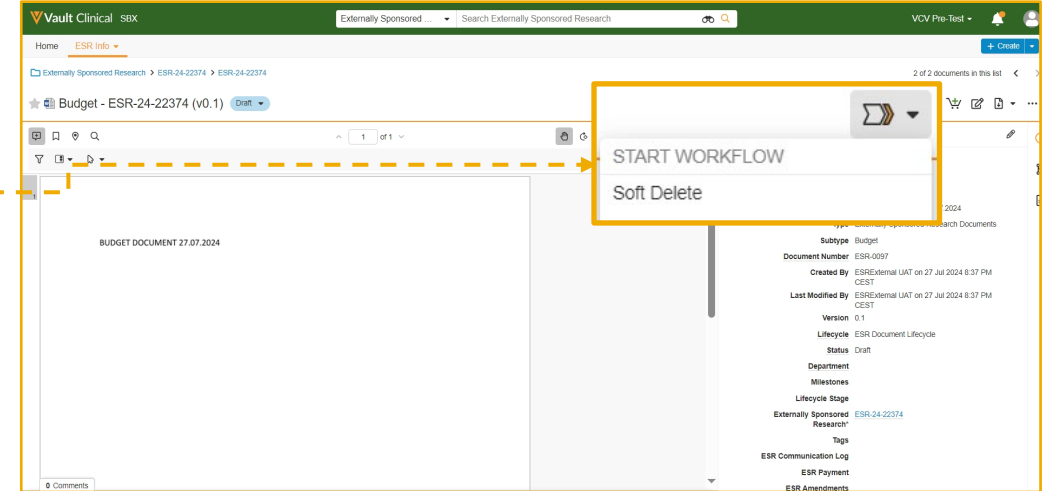 Vault Clinical SBX
Externally Sponsored ...
Search Externally Sponsored Research
VCV Pre-Test
Home
ESR Info
+ Create
Externally Sponsored Research > ESR-24-22374 > ESR-24-22374
2 of 2 documents in this list
Budget - ESR-24-22374 (v0.1)
Draft
1 of 1
START WORKFLOW
Soft Delete
1
BUDGET DOCUMENT 27.07.2024
2024
Type Externally Sponsored Research Documents
Subtype Budget
Document Number ESR-0097
Created By ESRExternal UAT on 27 Jul 2024 8:37 PM
CEST
Last Modified By ESRExternal UAT on 27 Jul 2024 8:37 PM
CEST
Version 0.1
Lifecycle ESR Document Lifecycle
Status Draft
Department
Milestones
Lifecycle Stage
Externally Sponsored ESR-24-22374
Research*
Tags
ESR Communication Log
ESR Payment
ESR Amendments
0 Comments